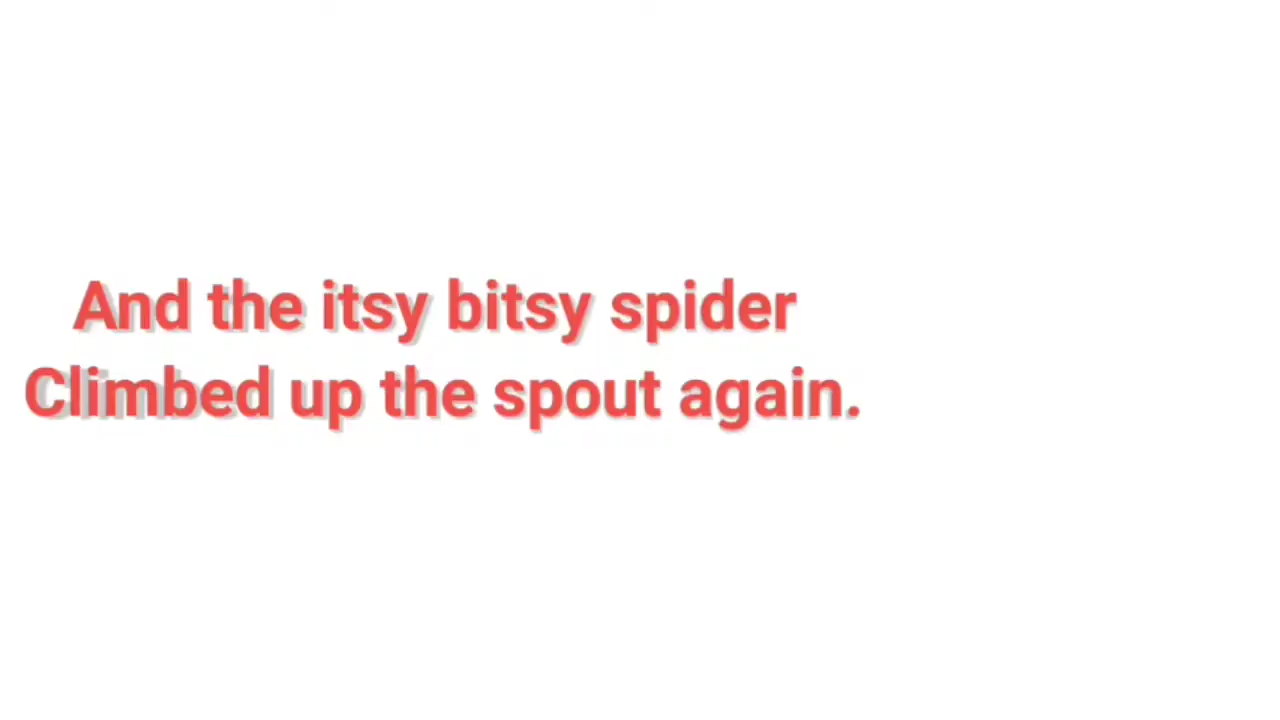 And the itsy bitsy spider
Climbed up the spout again.